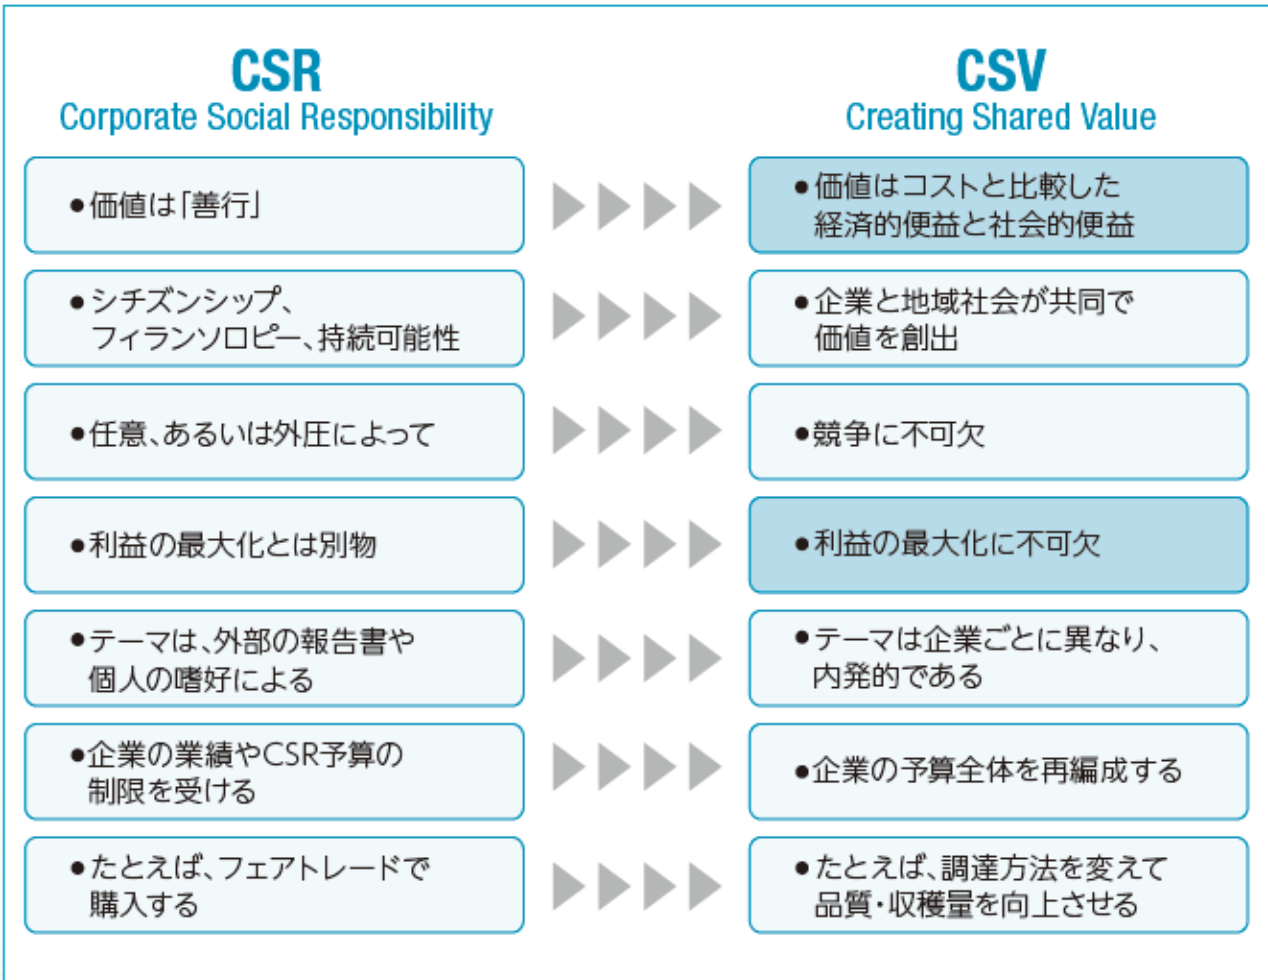 CSR
Corporate Social Responsibility
CSV
Creating Shared Value
●価値は「善行」
●価値はコストと比較した
経済的便益と社会的便益
●シチズンシップ、
フィランソロピー、持続可能性
●企業と地域社会が共同で
価値を創出
●任意、あるいは外圧によって
●競争に不可欠
●利益の最大化とは別物
●利益の最大化に不可欠
●テーマは、外部の報告書や
個人の嗜好による
●テーマは企業ごとに異なり、
内発的である
●企業の業績やCSR予算の
制限を受ける
●企業の予算全体を再編成する
●たとえば、フェアトレードで
購入する
●たとえば、調達方法を変えて
品質・収穫量を向上させる